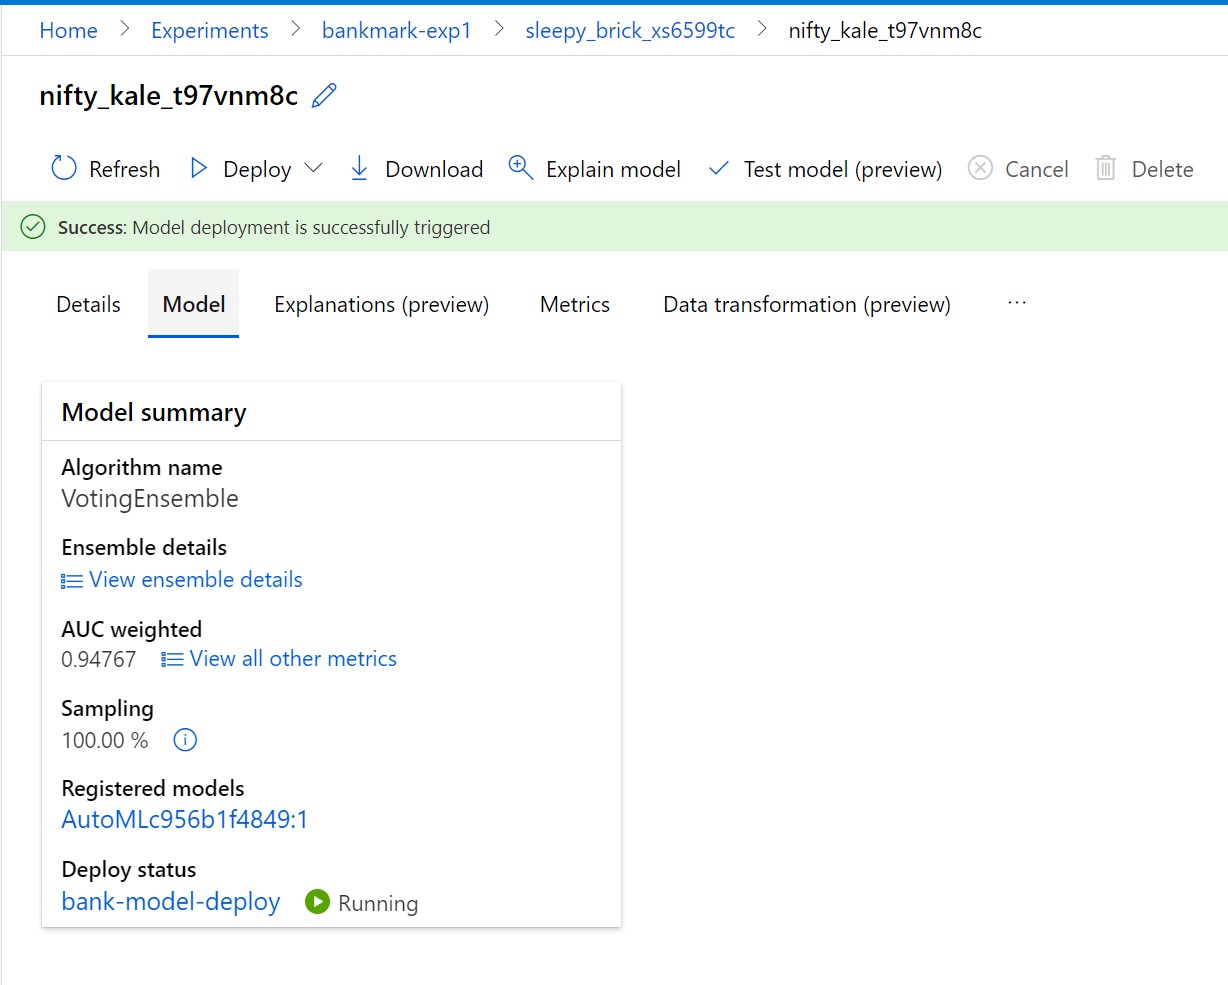 Home > Experiments > bankmark-exp1 > sleepy_brick_xs6599tc > nifty_kale_t97vnm8c
nifty_kale_t97vnm8c
Refresh Deploy Download Explain model Test model (preview) Cancel Delete
Success: Model deployment is successfully triggered
Details Model Explanations (preview) Metrics Data transformation (preview) ...
Model summary
Algorithm name
VotingEnsemble
Ensemble details
View ensemble details
AUC weighted
0.94767 View all other metrics
Sampling
100.00 %
Registered models
AutoMLc956b1f4849:1
Deploy status
bank-model-deploy Running